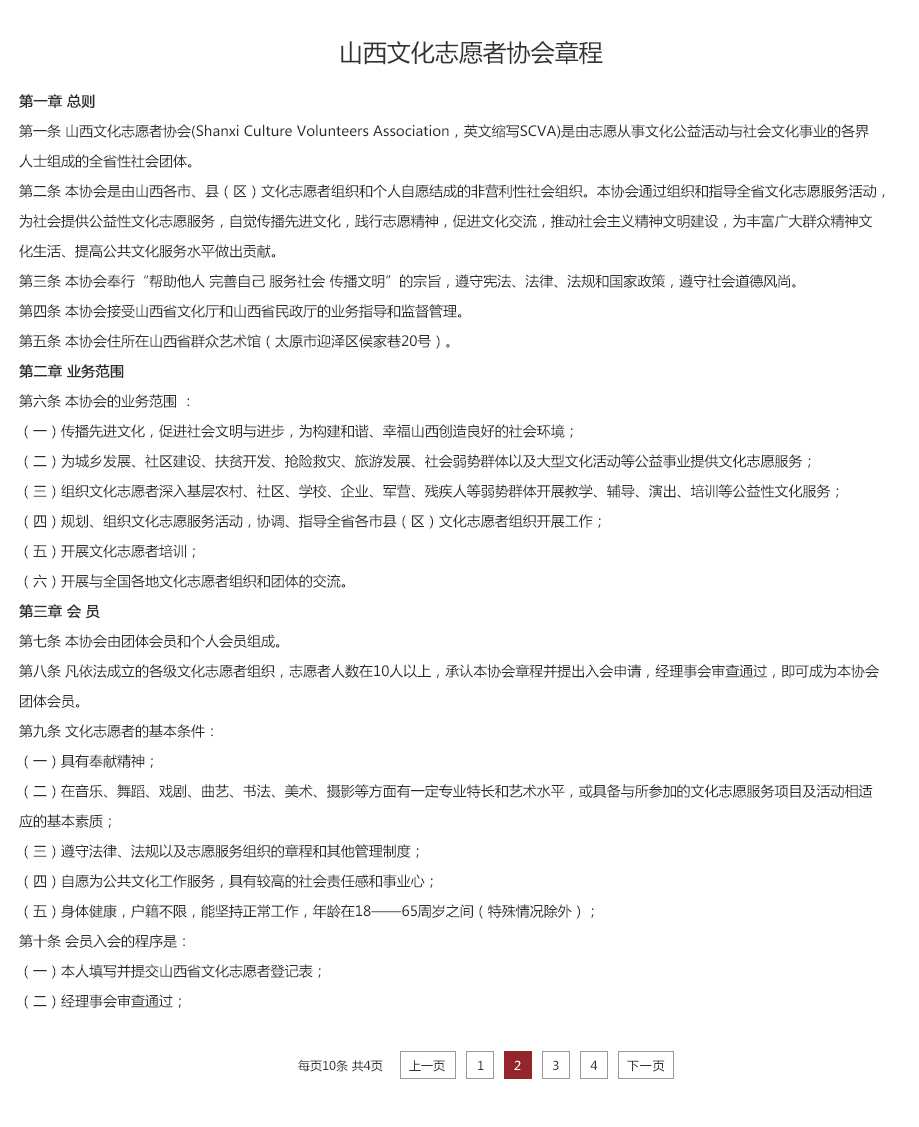 山西文化志愿者协会章程
第一章 总则
第一条 山西文化志愿者协会(Shanxi Culture Volunteers Association，英文缩写SCVA)是由志愿从事文化公益活动与社会文化事业的各界
人士组成的全省性社会团体。
第二条 本协会是由山西各市、县（区）文化志愿者组织和个人自愿结成的非营利性社会组织。本协会通过组织和指导全省文化志愿服务活动，
为社会提供公益性文化志愿服务，自觉传播先进文化，践行志愿精神，促进文化交流，推动社会主义精神文明建设，为丰富广大群众精神文
化生活、提高公共文化服务水平做出贡献。
第三条 本协会奉行“帮助他人 完善自己 服务社会 传播文明”的宗旨，遵守宪法、法律、法规和国家政策，遵守社会道德风尚。
第四条 本协会接受山西省文化厅和山西省民政厅的业务指导和监督管理。
第五条 本协会住所在山西省群众艺术馆（太原市迎泽区侯家巷20号）。
第二章 业务范围
第六条 本协会的业务范围 ：
（一）传播先进文化，促进社会文明与进步，为构建和谐、幸福山西创造良好的社会环境；
（二）为城乡发展、社区建设、扶贫开发、抢险救灾、旅游发展、社会弱势群体以及大型文化活动等公益事业提供文化志愿服务；
（三）组织文化志愿者深入基层农村、社区、学校、企业、军营、残疾人等弱势群体开展教学、辅导、演出、培训等公益性文化服务；
（四）规划、组织文化志愿服务活动，协调、指导全省各市县（区）文化志愿者组织开展工作；
（五）开展文化志愿者培训；
（六）开展与全国各地文化志愿者组织和团体的交流。
第三章 会 员
第七条 本协会由团体会员和个人会员组成。
第八条 凡依法成立的各级文化志愿者组织，志愿者人数在10人以上，承认本协会章程并提出入会申请，经理事会审查通过，即可成为本协会
团体会员。
第九条 文化志愿者的基本条件：
（一）具有奉献精神；
（二）在音乐、舞蹈、戏剧、曲艺、书法、美术、摄影等方面有一定专业特长和艺术水平，或具备与所参加的文化志愿服务项目及活动相适
应的基本素质；
（三）遵守法律、法规以及志愿服务组织的章程和其他管理制度；
（四）自愿为公共文化工作服务，具有较高的社会责任感和事业心；
（五）身体健康，户籍不限，能坚持正常工作，年龄在18——65周岁之间（特殊情况除外）；
第十条 会员入会的程序是：
（一）本人填写并提交山西省文化志愿者登记表；
（二）经理事会审查通过；
每页10条 共4页 上一页 1 2 3 4 下一页